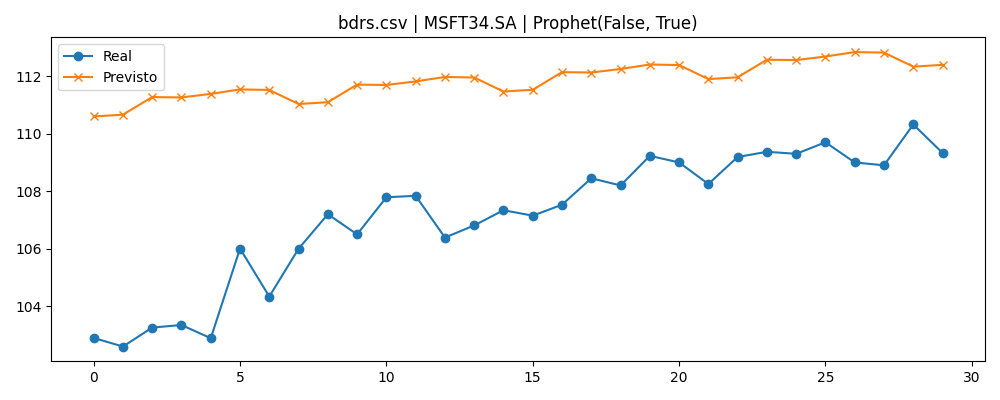 bdrs.csv | MSFT34.SA | Prophet(False, True)
Real
Previsto
112
110
108
106
104
0 5 10 15 20 25 30